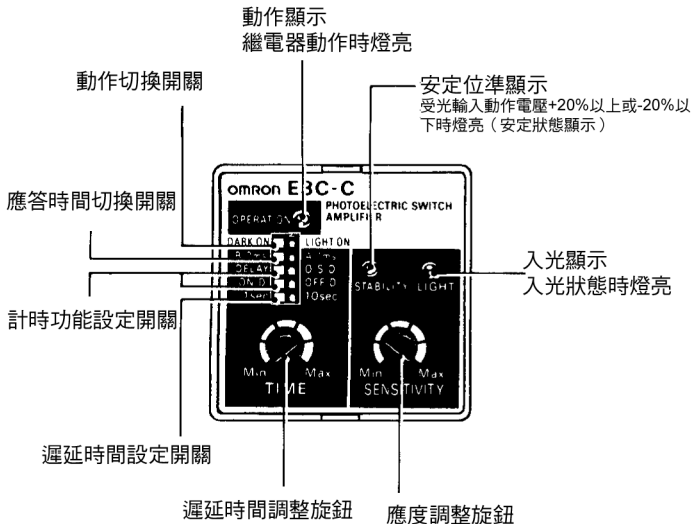 動作顯示
繼電器動作時燈亮
動作切換開關
安定位準顯示
受光輸入動作電壓+20%以上或-20%以
下時燈亮（安定狀態顯示）
應答時間切換開關
omron E3C-C
PHOTOELECTRIC SWITCH
AMPLIFIER
OPERATION
DARK ON LIGHT ON
DELAY O S D
ON D OFF D
1sec 10sec
STABILITY LIGHT
入光顯示
入光狀態時燈亮
計時功能設定開關
Min Max
TIME
Min Max
SENSITIVITY
遲延時間設定開關
遲延時間調整旋鈕
應度調整旋鈕